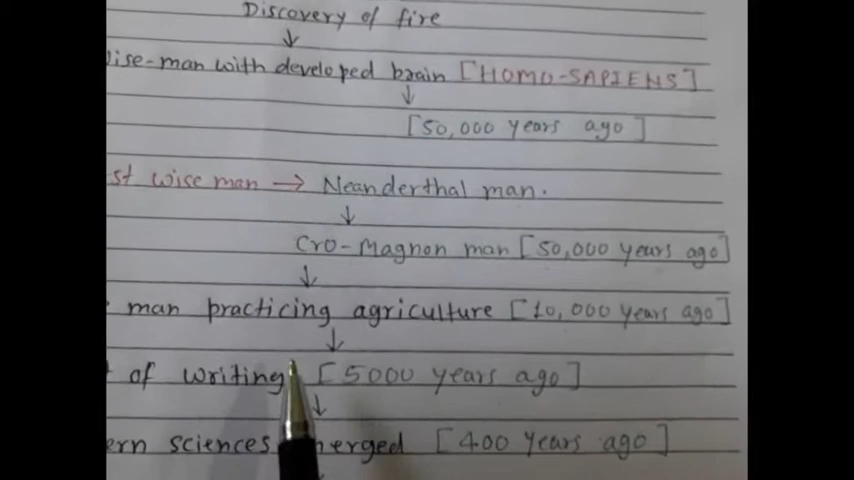 Discovery of fire
↓
ise-man with developed brain [HOMO-SAPIENS]
↓
[50,000 years ago]
st wise man → Neanderthal man.
↓
Cro-Magnon man [50,000 years ago]
↓
man practicing agriculture [10,000 years ago]
↓
of writing [5000 years ago]
↓
ern sciences merged [400 years ago]